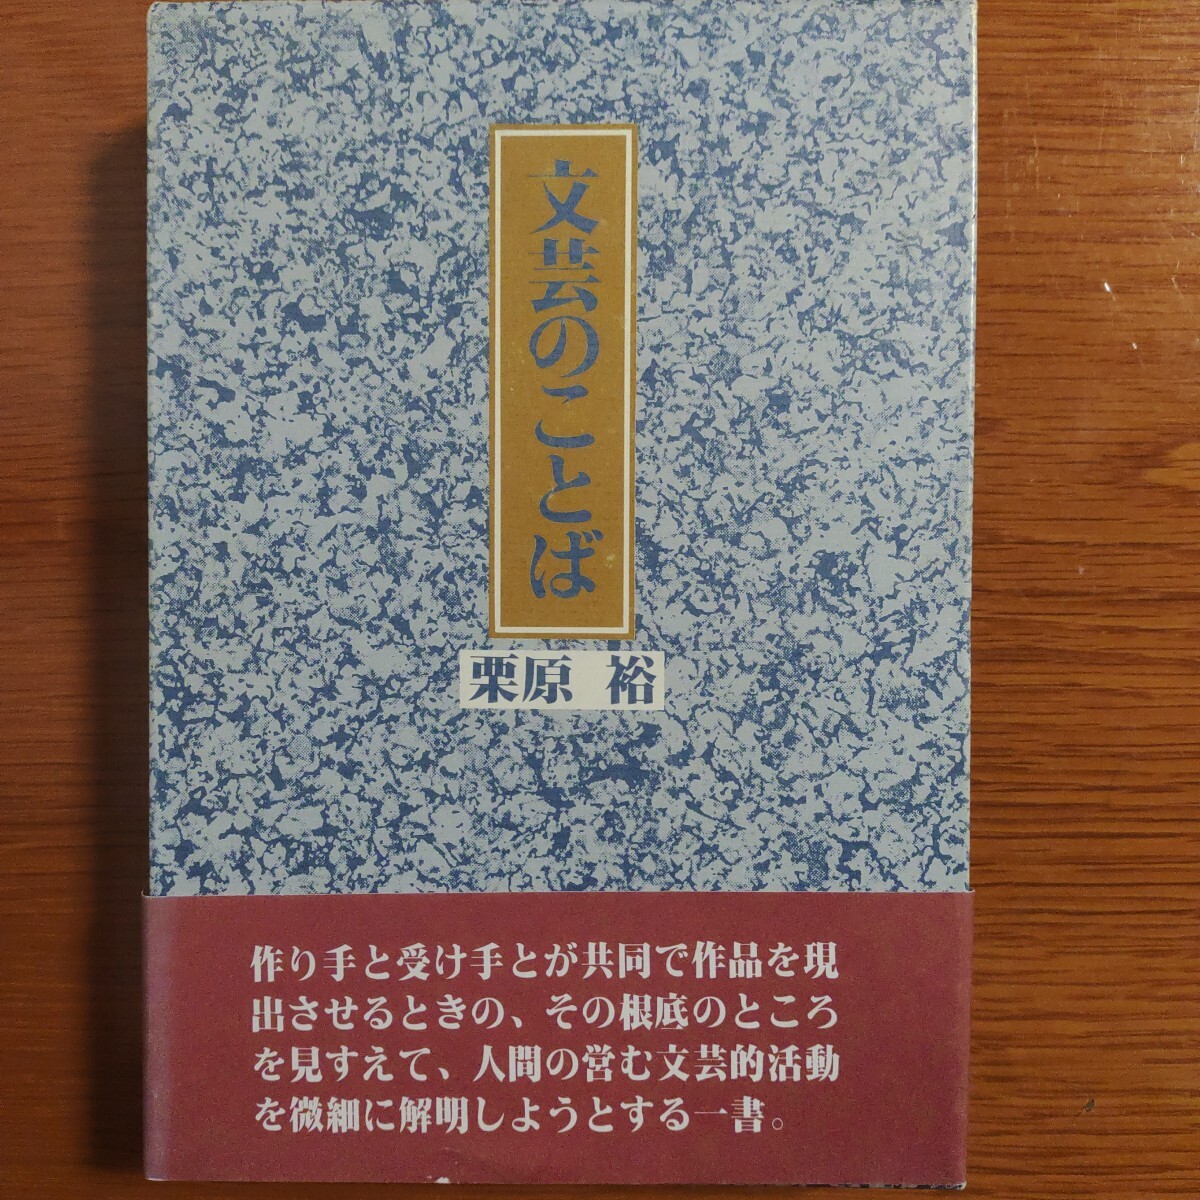 文芸のことば
栗原 裕
作り手と受け手とが共同で作品を現
出させるときの、その根底のところ
を見すえて、人間の営む文芸的活動
を微細に解明しようとする一書。